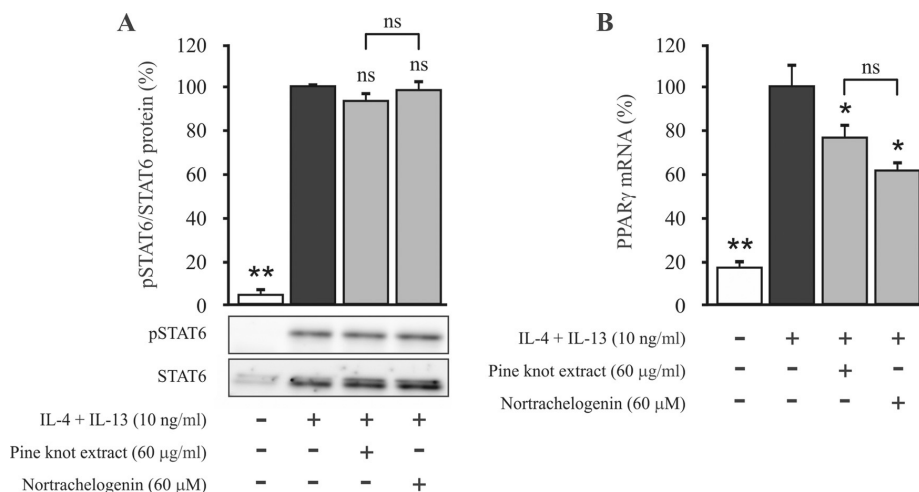 A
pSTAT6/STAT6 protein (%)
120
100
80
60
40
20
0
**
ns
ns
ns
pSTAT6
STAT6
IL-4 + IL-13 (10 ng/ml) – + + +
Pine knot extract (60 µg/ml) – – + –
Nortrachelogenin (60 µM) – – – +
B
PPARγ mRNA (%)
120
100
80
60
40
20
0
**
*
*
ns
IL-4 + IL-13 (10 ng/ml) – + + +
Pine knot extract (60 µg/ml) – – + –
Nortrachelogenin (60 µM) – – – +